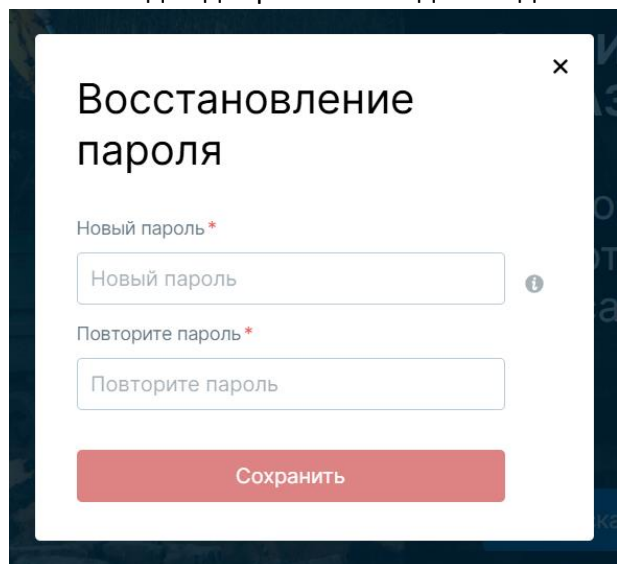 ×
Восстановление
пароля
Новый пароль*
Новый пароль
Повторите пароль*
Повторите пароль
Сохранить